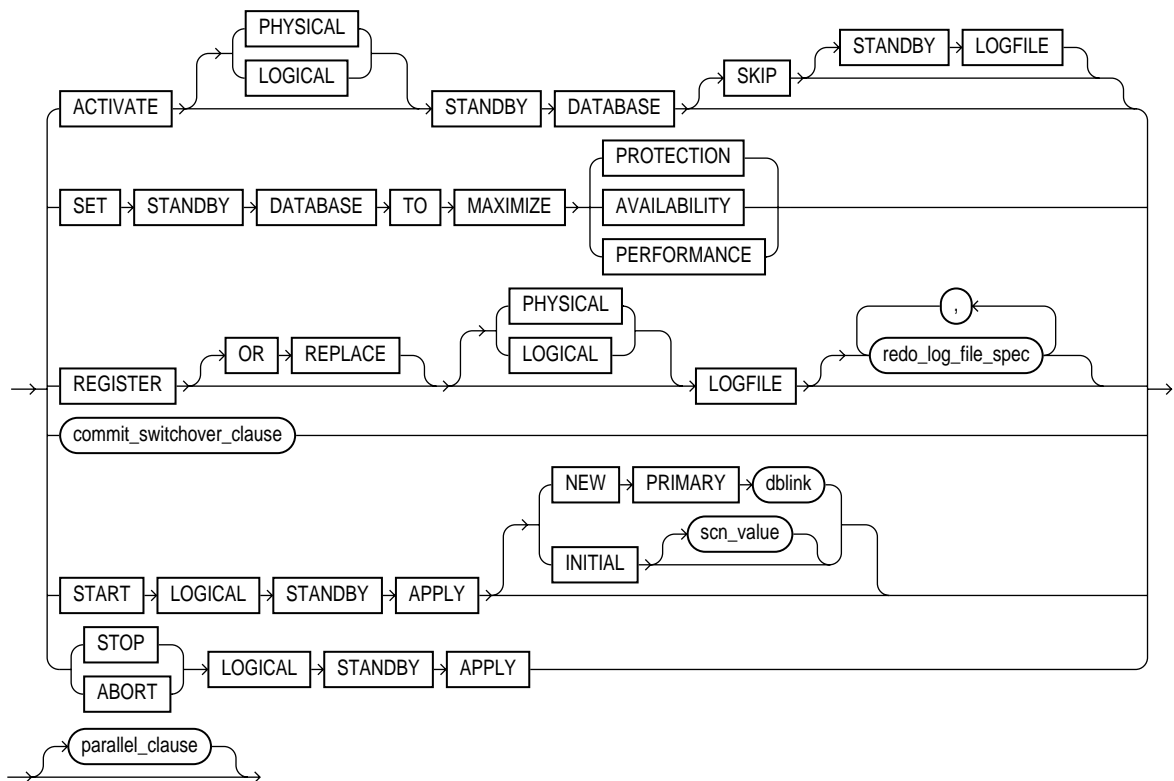 PHYSICAL
LOGICAL
STANDBY LOGFILE
SKIP
ACTIVATE STANDBY DATABASE
PROTECTION
SET STANDBY DATABASE TO MAXIMIZE AVAILABILITY
PERFORMANCE
PHYSICAL
LOGICAL
OR REPLACE
,
redo_log_file_spec
REGISTER LOGFILE
commit_switchover_clause
NEW PRIMARY dblink
scn_value
INITIAL
START LOGICAL STANDBY APPLY
STOP
ABORT
LOGICAL STANDBY APPLY
parallel_clause